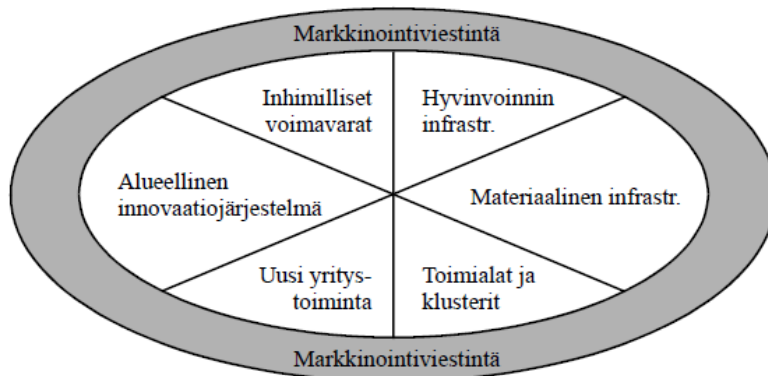 Markkinointiviestintä
Inhimilliset
voimavarat
Hyvinvoinnin
infrastr.
Alueellinen
innovaatiojärjestelmä
Materiaalinen infrastr.
Uusi yritys-
toiminta
Toimialat ja
klusterit
Markkinointiviestintä